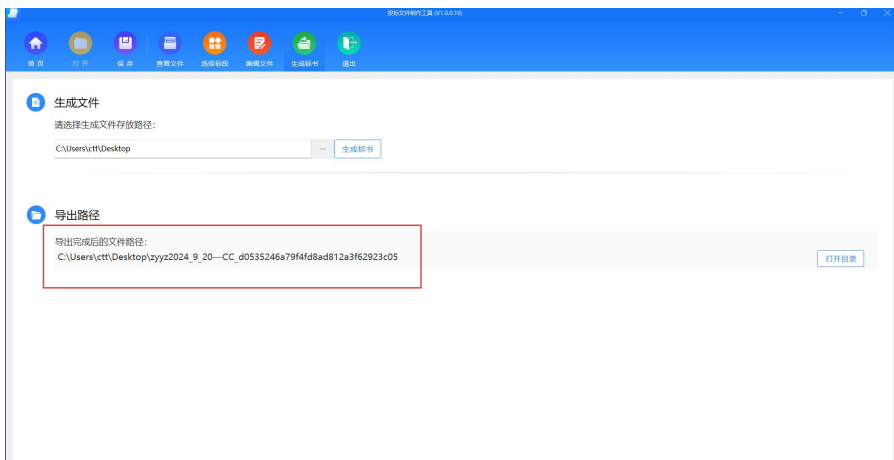 投标文件制作工具 (V1.0.0.19)
首页 打开 保存 查看文件 选择标段 编辑文件 生成标书 退出
生成文件
请选择生成文件存放路径：
C:\Users\ctt\Desktop ... 生成标书
导出路径
导出完成后的文件路径：
C:\Users\ctt\Desktop\zyyz2024_9_20—CC_d0535246a79f4fd8ad812a3f62923c05
打开目录